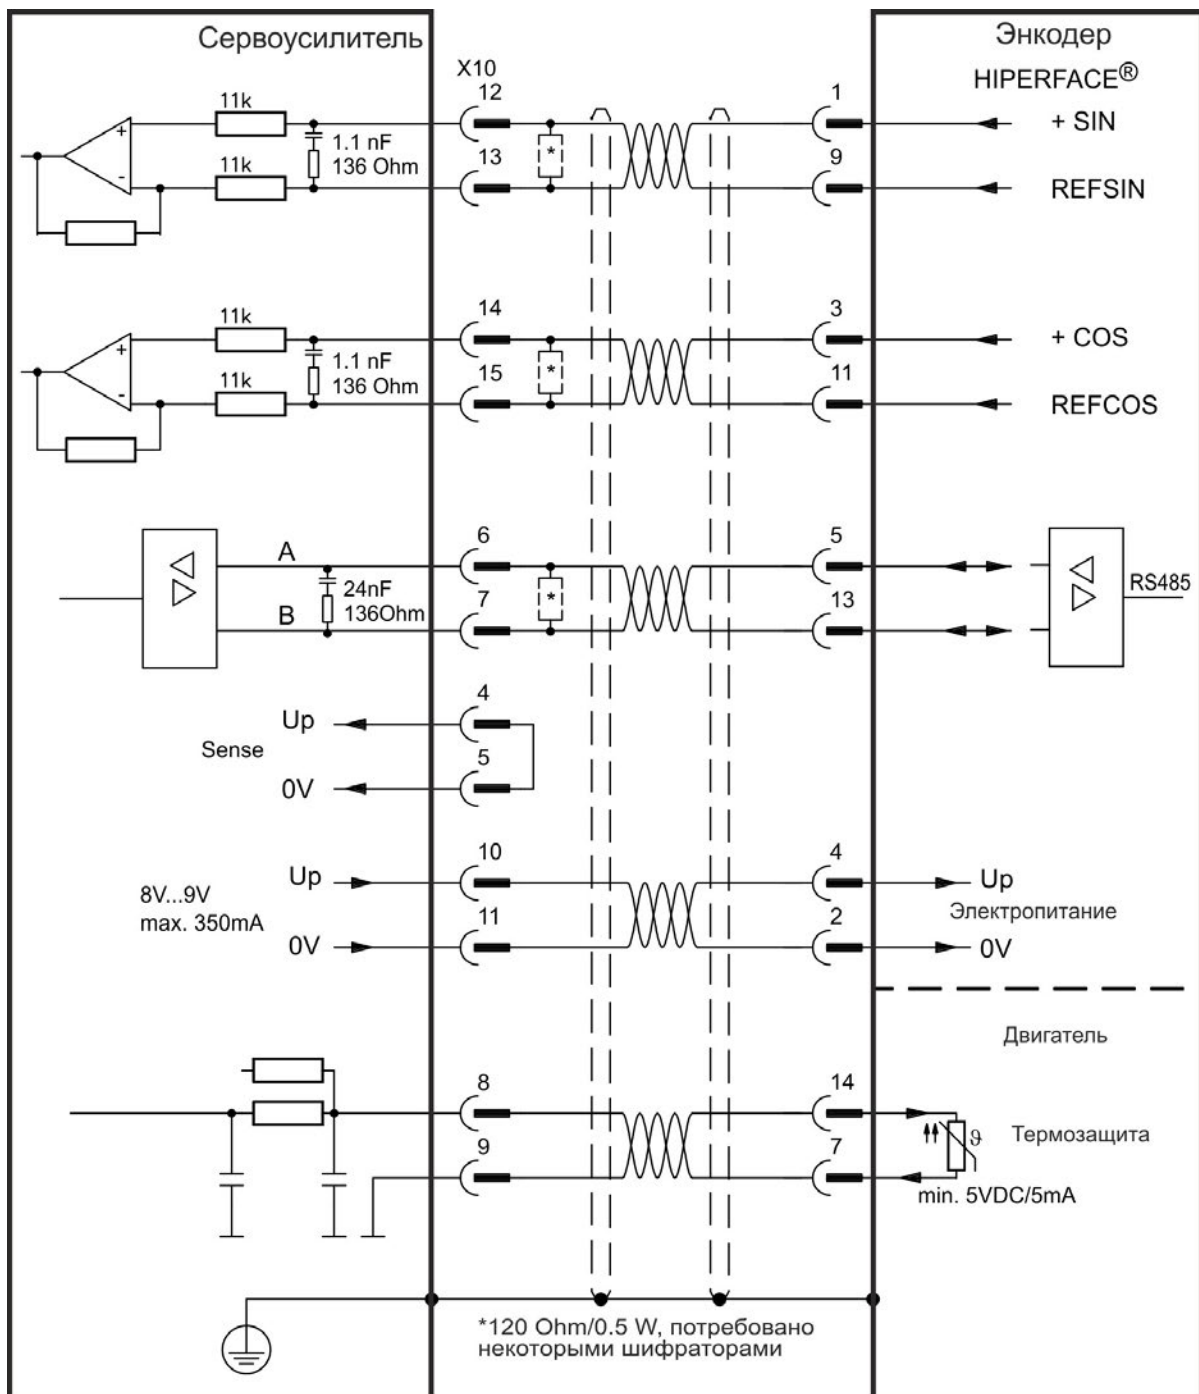 Сервоусилитель
Энкодер
HIPERFACE®
X10
11k
12
1
+ SIN
+
1.1 nF
136 Ohm
*
11k
13
9
REFSIN
-
11k
14
3
+ COS
+
1.1 nF
136 Ohm
*
11k
15
11
REFCOS
-
A
6
5
24nF
136Ohm
*
RS485
B
7
13
Up
4
Sense
0V
5
8V...9V
max. 350mA
Up
10
4
Up
Электропитание
0V
11
2
0V
Двигатель
8
14
ϑ
Термозащита
9
7
min. 5VDC/5mA
*120 Ohm/0.5 W, потребовано
некоторыми шифраторами